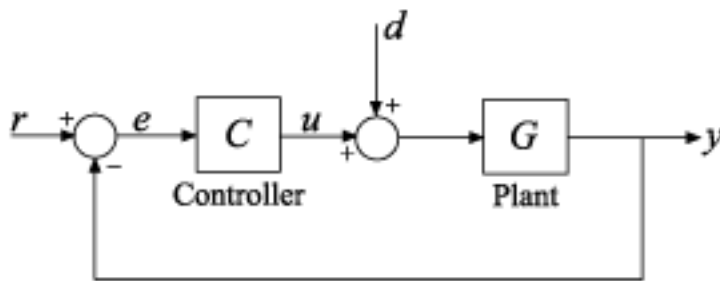 d
r + e C u + G y
− +
Controller Plant